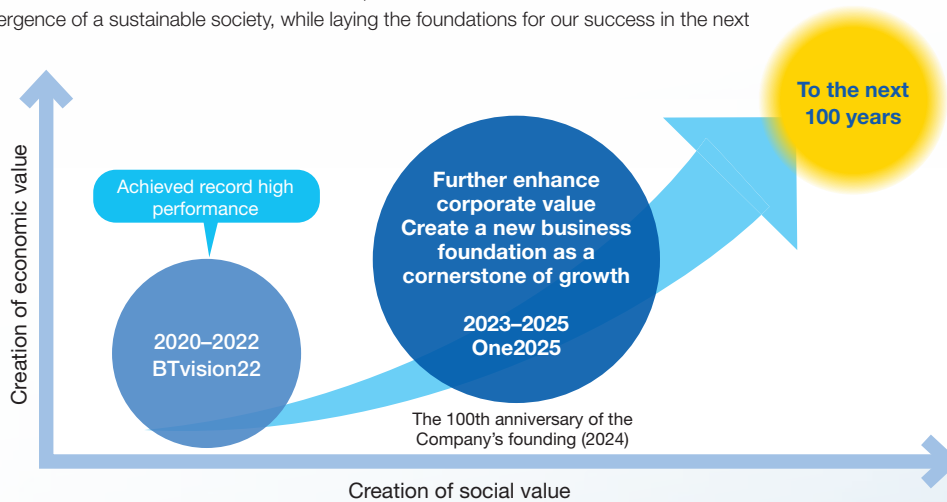 ergence of a sustainable society, while laying the foundations for our success in the next
To the next
100 years
Creation of economic value
Achieved record high
performance
Further enhance
corporate value
Create a new business
foundation as a
cornerstone of growth
2023–2025
One2025
2020–2022
BTvision22
The 100th anniversary of the
Company’s founding (2024)
Creation of social value